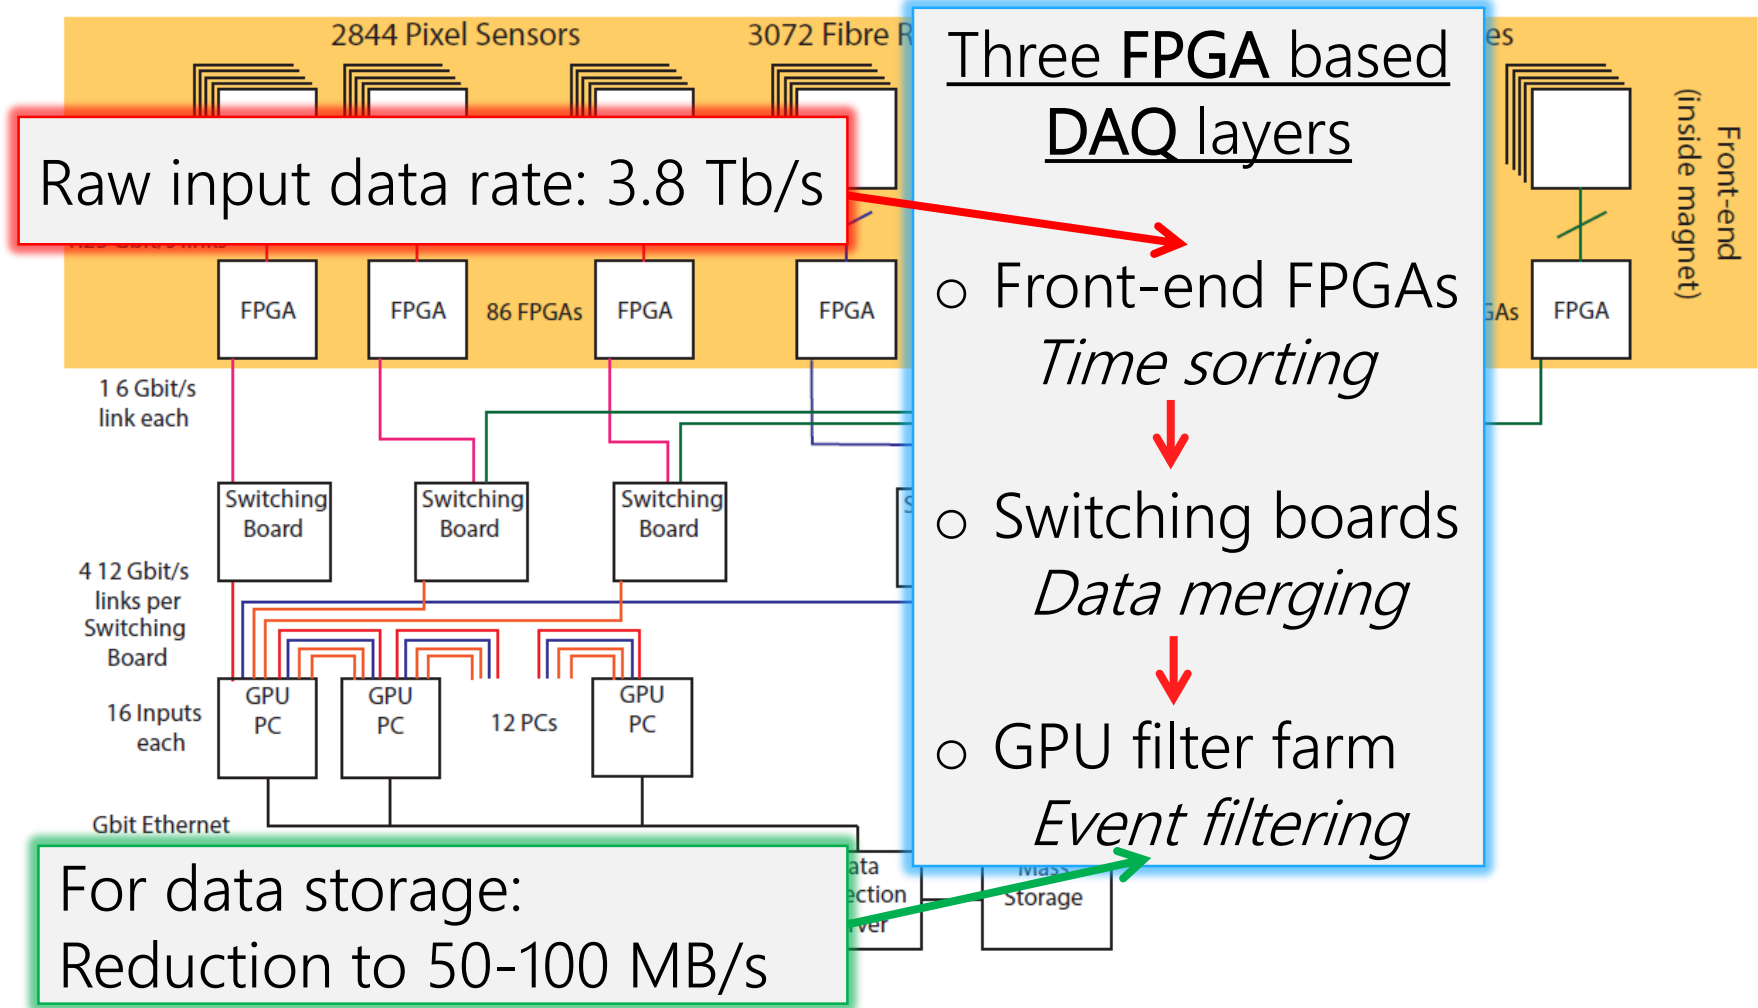 2844 Pixel Sensors
3072 Fibre
Three FPGA based
DAQ layers
Raw input data rate: 3.8 Tb/s
Front-end
(inside magnet)
FPGA
FPGA
86 FPGAs
FPGA
FPGA
FPGA
o Front-end FPGAs
Time sorting
1 6 Gbit/s
link each
Switching
Board
Switching
Board
Switching
Board
o Switching boards
Data merging
4 12 Gbit/s
links per
Switching
Board
16 Inputs
each
GPU
PC
GPU
PC
12 PCs
GPU
PC
o GPU filter farm
Event filtering
Gbit Ethernet
For data storage:
Reduction to 50-100 MB/s
Mass
Storage